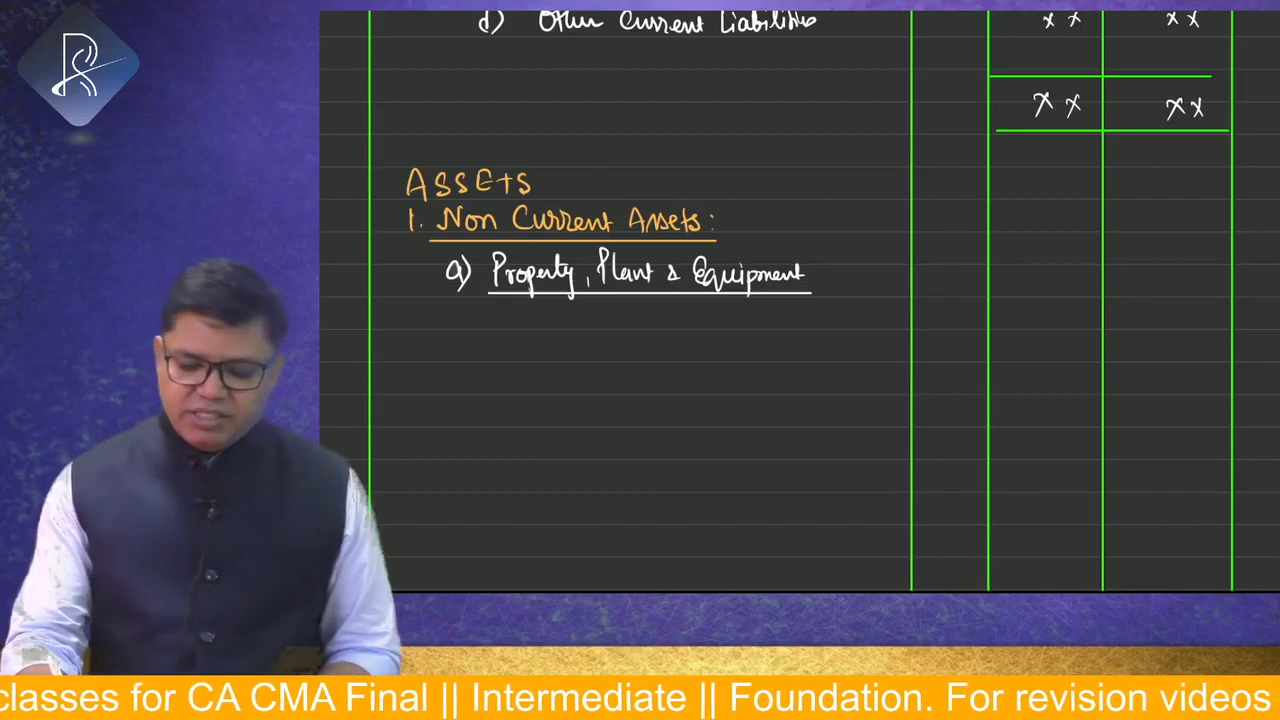 d) Other Current Liabilities x x x x
x x x x
ASSETS
1. Non Current Assets:
a) Property, Plant & Equipment
classes for CA CMA Final || Intermediate || Foundation. For revision videos